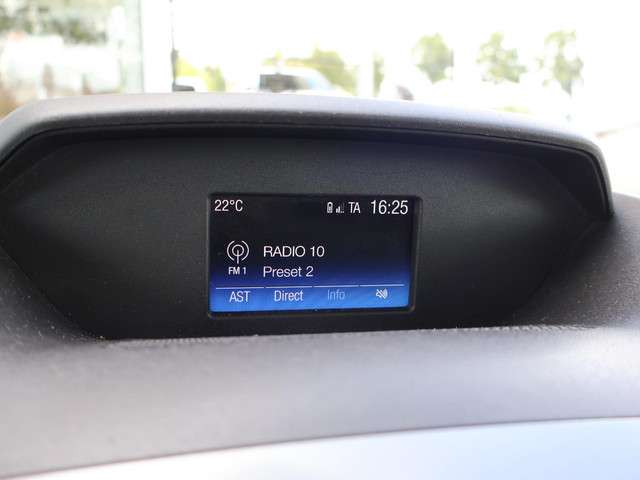 22°C TA 16:25
RADIO 10
FM 1 Preset 2
AST Direct Info